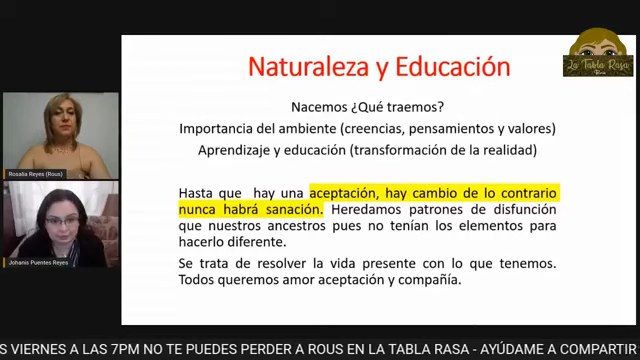 Naturaleza y Educación
La Tabla Rasa
Rous
Nacemos ¿Qué traemos?
Importancia del ambiente (creencias, pensamientos y valores)
Aprendizaje y educación (transformación de la realidad)
Rosalia Reyes (Rous)
Hasta que hay una aceptación, hay cambio de lo contrario
nunca habrá sanación. Heredamos patrones de disfunción
que nuestros ancestros pues no tenían los elementos para
hacerlo diferente.
Johanis Puentes Reyes
Se trata de resolver la vida presente con lo que tenemos.
Todos queremos amor aceptación y compañía.
S VIERNES A LAS 7PM NO TE PUEDES PERDER A ROUS EN LA TABLA RASA - AYÚDAME A COMPARTIR